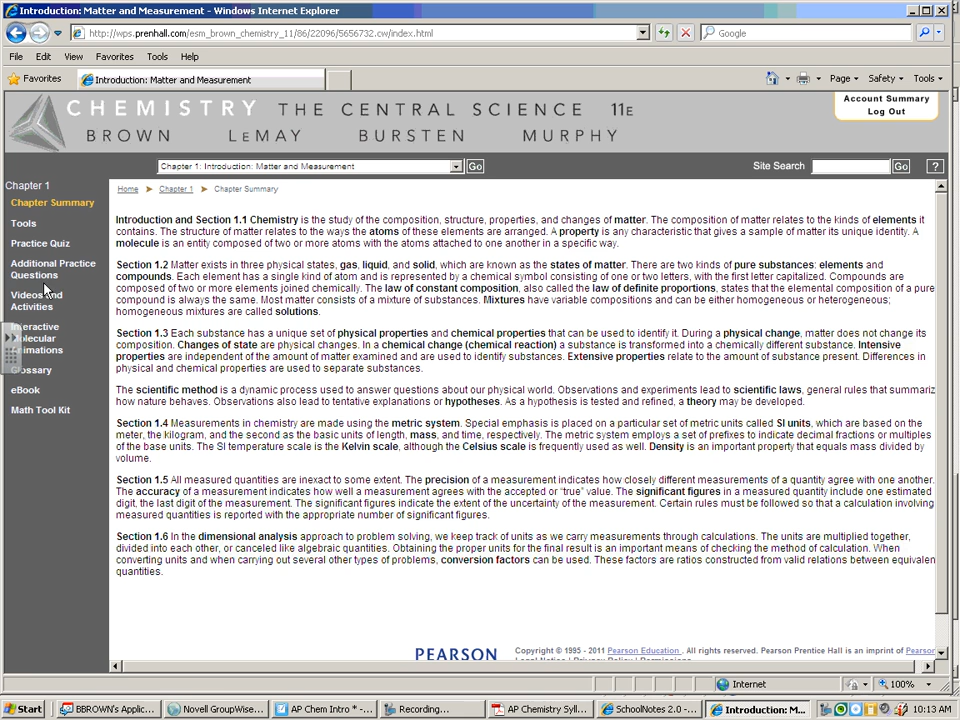 Introduction: Matter and Measurement - Windows Internet Explorer
http://wps.prenhall.com/esm_brown_chemistry_11/86/22096/5656732.cw/index.html
Google
File Edit View Favorites Tools Help
Favorites Introduction: Matter and Measurement Page Safety Tools
CHEMISTRY THE CENTRAL SCIENCE 11E
BROWN LeMAY BURSTEN MURPHY
Account Summary
Log Out
Chapter 1: Introduction: Matter and Measurement Go Site Search Go ?
Chapter 1
Chapter Summary
Tools
Practice Quiz
Additional Practice
Questions
Videos and
Activities
Interactive
Molecular
Animations
Glossary
eBook
Math Tool Kit
Home Chapter 1 Chapter Summary
Introduction and Section 1.1 Chemistry is the study of the composition, structure, properties, and changes of matter. The composition of matter relates to the kinds of elements it
contains. The structure of matter relates to the ways the atoms of these elements are arranged. A property is any characteristic that gives a sample of matter its unique identity. A
molecule is an entity composed of two or more atoms with the atoms attached to one another in a specific way.
Section 1.2 Matter exists in three physical states, gas, liquid, and solid, which are known as the states of matter. There are two kinds of pure substances: elements and
compounds. Each element has a single kind of atom and is represented by a chemical symbol consisting of one or two letters, with the first letter capitalized. Compounds are
composed of two or more elements joined chemically. The law of constant composition, also called the law of definite proportions, states that the elemental composition of a pure
compound is always the same. Most matter consists of a mixture of substances. Mixtures have variable compositions and can be either homogeneous or heterogeneous;
homogeneous mixtures are called solutions.
Section 1.3 Each substance has a unique set of physical properties and chemical properties that can be used to identify it. During a physical change, matter does not change its
composition. Changes of state are physical changes. In a chemical change (chemical reaction) a substance is transformed into a chemically different substance. Intensive
properties are independent of the amount of matter examined and are used to identify substances. Extensive properties relate to the amount of substance present. Differences in
physical and chemical properties are used to separate substances.
The scientific method is a dynamic process used to answer questions about our physical world. Observations and experiments lead to scientific laws, general rules that summariz
how nature behaves. Observations also lead to tentative explanations or hypotheses. As a hypothesis is tested and refined, a theory may be developed.
Section 1.4 Measurements in chemistry are made using the metric system. Special emphasis is placed on a particular set of metric units called SI units, which are based on the
meter, the kilogram, and the second as the basic units of length, mass, and time, respectively. The metric system employs a set of prefixes to indicate decimal fractions or multiples
of the base units. The SI temperature scale is the Kelvin scale, although the Celsius scale is frequently used as well. Density is an important property that equals mass divided by
volume.
Section 1.5 All measured quantities are inexact to some extent. The precision of a measurement indicates how closely different measurements of a quantity agree with one another.
The accuracy of a measurement indicates how well a measurement agrees with the accepted or “true” value. The significant figures in a measured quantity include one estimated
digit, the last digit of the measurement. The significant figures indicate the extent of the uncertainty of the measurement. Certain rules must be followed so that a calculation involving
measured quantities is reported with the appropriate number of significant figures.
Section 1.6 In the dimensional analysis approach to problem solving, we keep track of units as we carry measurements through calculations. The units are multiplied together,
divided into each other, or canceled like algebraic quantities. Obtaining the proper units for the final result is an important means of checking the method of calculation. When
converting units and when carrying out several other types of problems, conversion factors can be used. These factors are ratios constructed from valid relations between equivalen
quantities.
PEARSON
Copyright © 1995 - 2011 Pearson Education . All rights reserved. Pearson Prentice Hall is an imprint of Pearson
Legal Notice | Privacy Policy | Permissions
Internet 100%
Start BBROWN's Applic... Novell GroupWise... AP Chem Intro * -... Recording... AP Chemistry Syll... SchoolNotes 2.0 -... Introduction: M... 10:13 AM